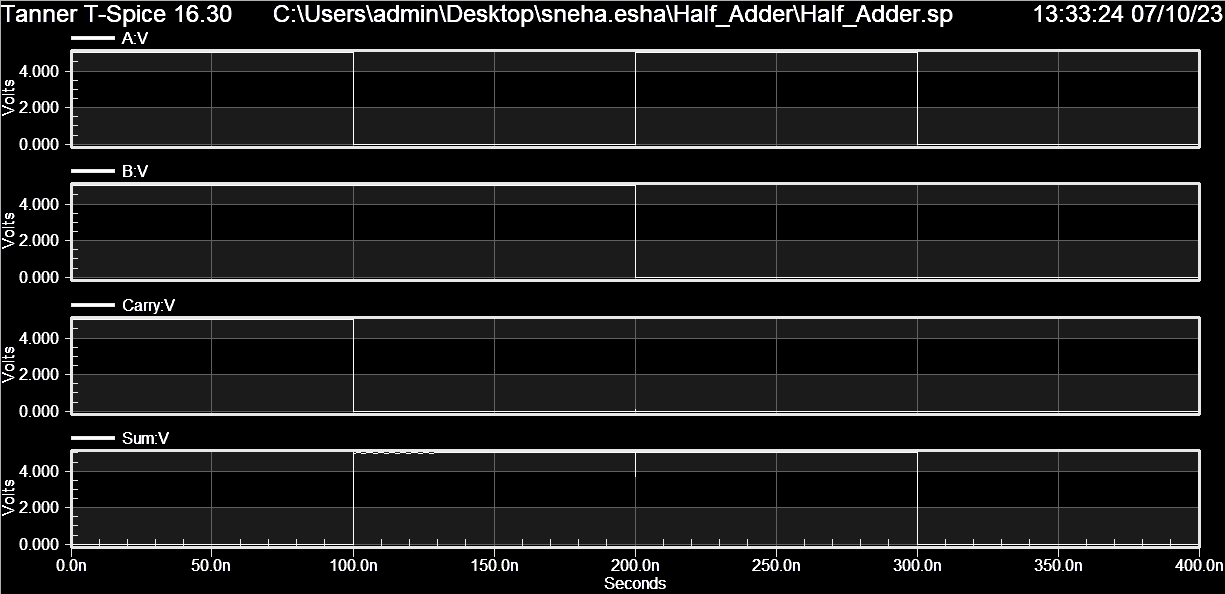 Tanner T-Spice 16.30 C:\Users\admin\Desktop\sneha.esha\Half_Adder\Half_Adder.sp 13:33:24 07/10/23
A:V
Volts
4.000
2.000
0.000
B:V
Volts
4.000
2.000
0.000
Carry:V
Volts
4.000
2.000
0.000
Sum:V
Volts
4.000
2.000
0.000
0.0n 50.0n 100.0n 150.0n 200.0n 250.0n 300.0n 350.0n 400.0n
Seconds